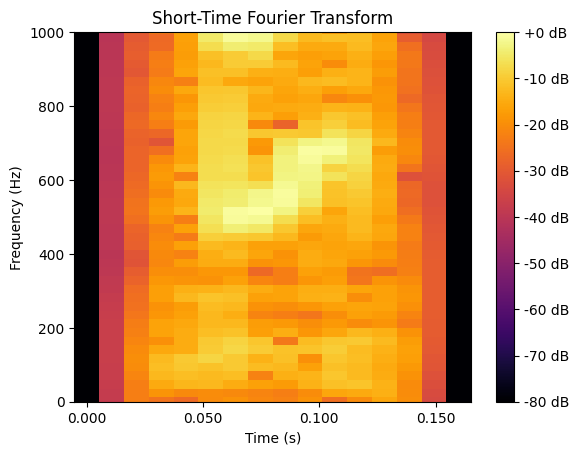 Short-Time Fourier Transform
1000
800
600
400
200
0
Frequency (Hz)
0.000
0.050
0.100
0.150
Time (s)
+0 dB
-10 dB
-20 dB
-30 dB
-40 dB
-50 dB
-60 dB
-70 dB
-80 dB